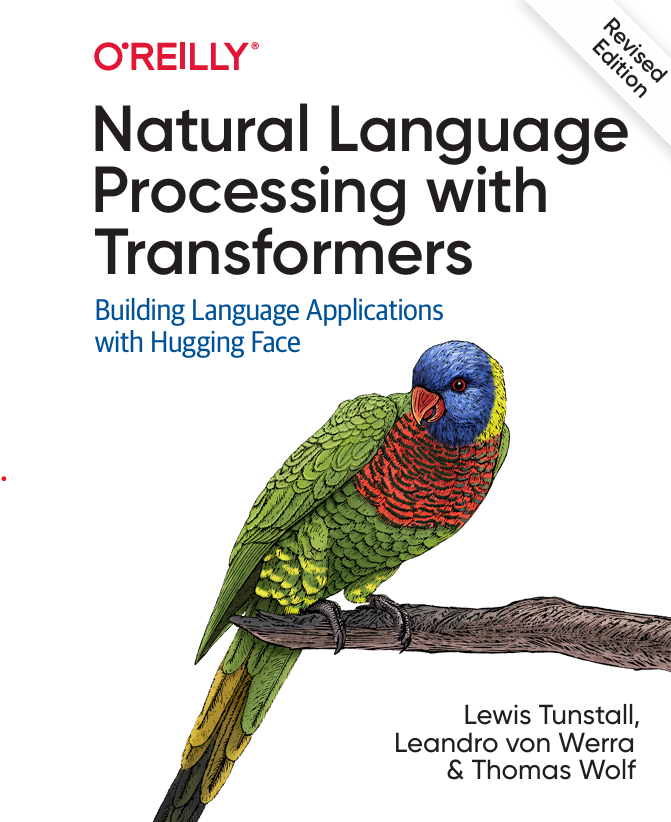 O'REILLY®
Revised
Edition
Natural Language
Processing with
Transformers
Building Language Applications
with Hugging Face
Lewis Tunstall,
Leandro von Werra
& Thomas Wolf